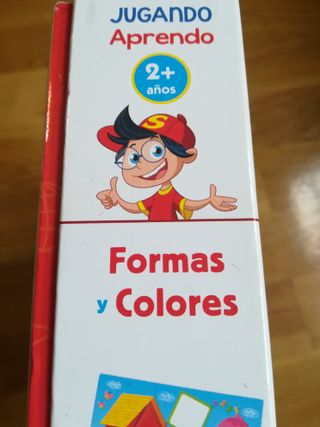 JUGANDO
Aprendo
2+
años
S
Formas
y Colores